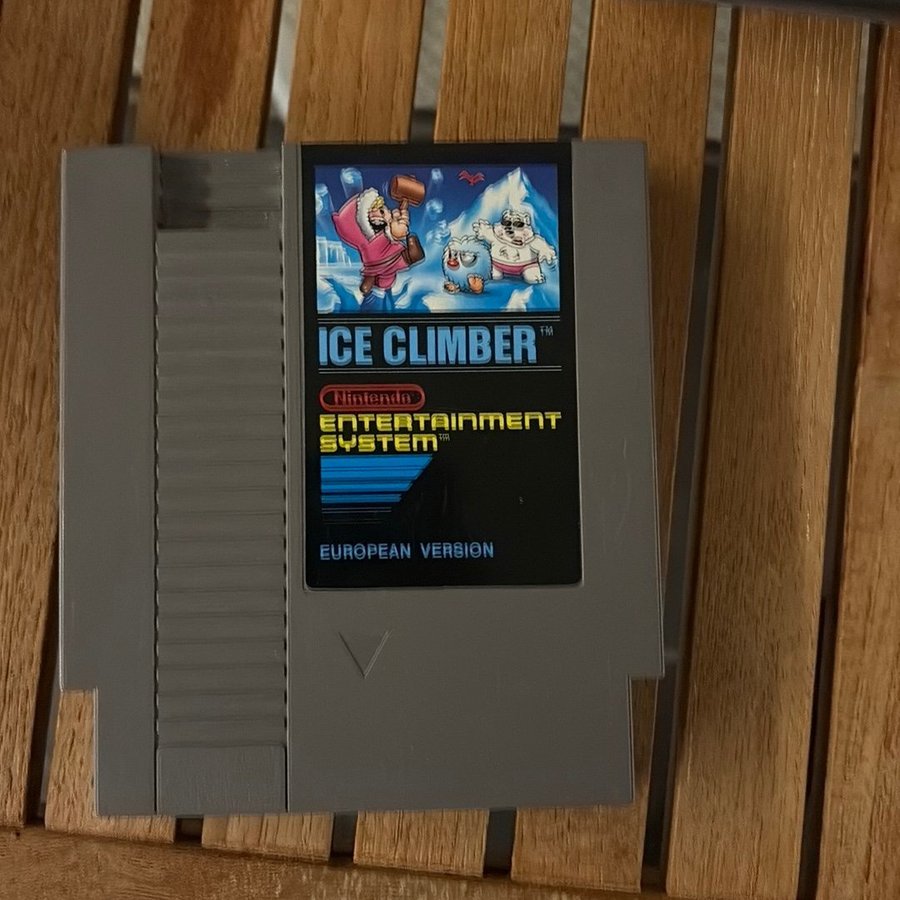 ICE CLIMBER™
Nintendo®
ENTERTAINMENT
SYSTEM™
EUROPEAN VERSION